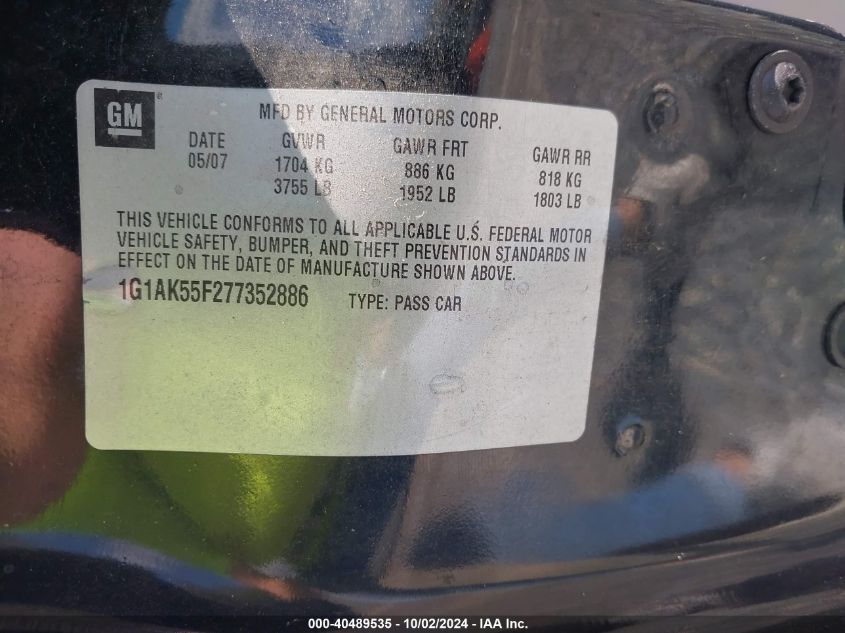 GM
MFD BY GENERAL MOTORS CORP.
DATE GVWR GAWR FRT GAWR RR
05/07 1704 KG 886 KG 818 KG
3755 LB 1952 LB 1803 LB
THIS VEHICLE CONFORMS TO ALL APPLICABLE U.S. FEDERAL MOTOR
VEHICLE SAFETY, BUMPER, AND THEFT PREVENTION STANDARDS IN
EFFECT ON THE DATE OF MANUFACTURE SHOWN ABOVE.
1G1AK55F277352886 TYPE: PASS CAR
000-40489535 - 10/02/2024 - IAA Inc.